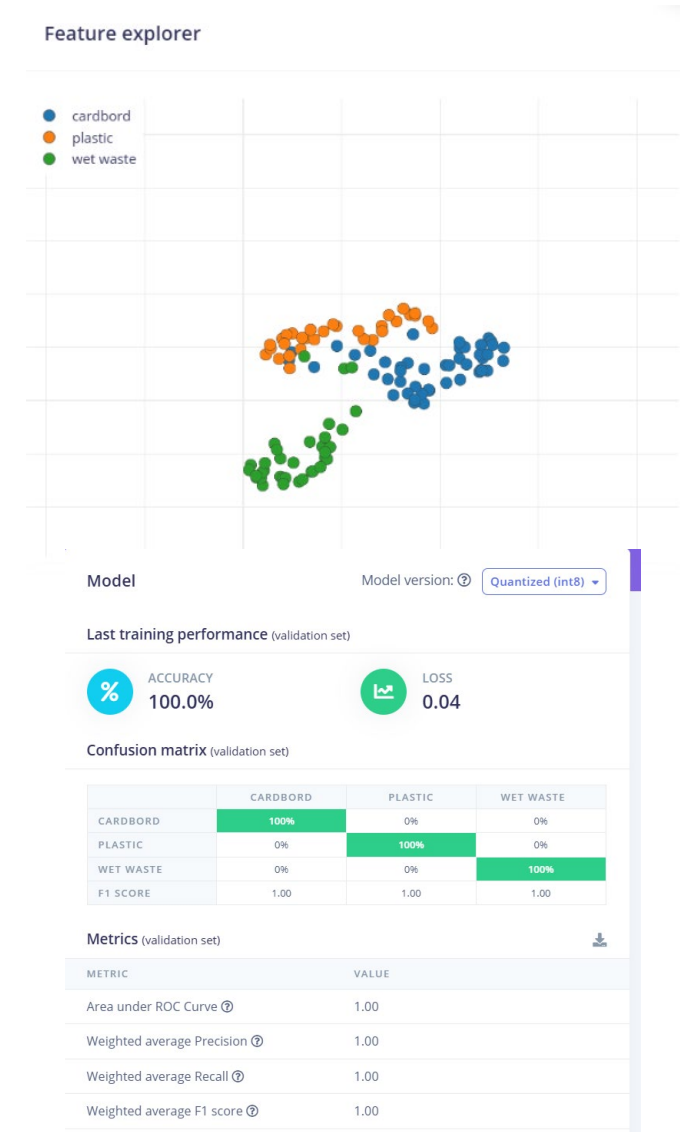 Feature explorer
cardbord
plastic
wet waste
Model Model version: Quantized (int8)
Last training performance (validation set)
% ACCURACY LOSS
100.0% 0.04
Confusion matrix (validation set)
CARDBORD PLASTIC WET WASTE
CARDBORD 100% 0% 0%
PLASTIC 0% 100% 0%
WET WASTE 0% 0% 100%
F1 SCORE 1.00 1.00 1.00
Metrics (validation set)
METRIC VALUE
Area under ROC Curve 1.00
Weighted average Precision 1.00
Weighted average Recall 1.00
Weighted average F1 score 1.00